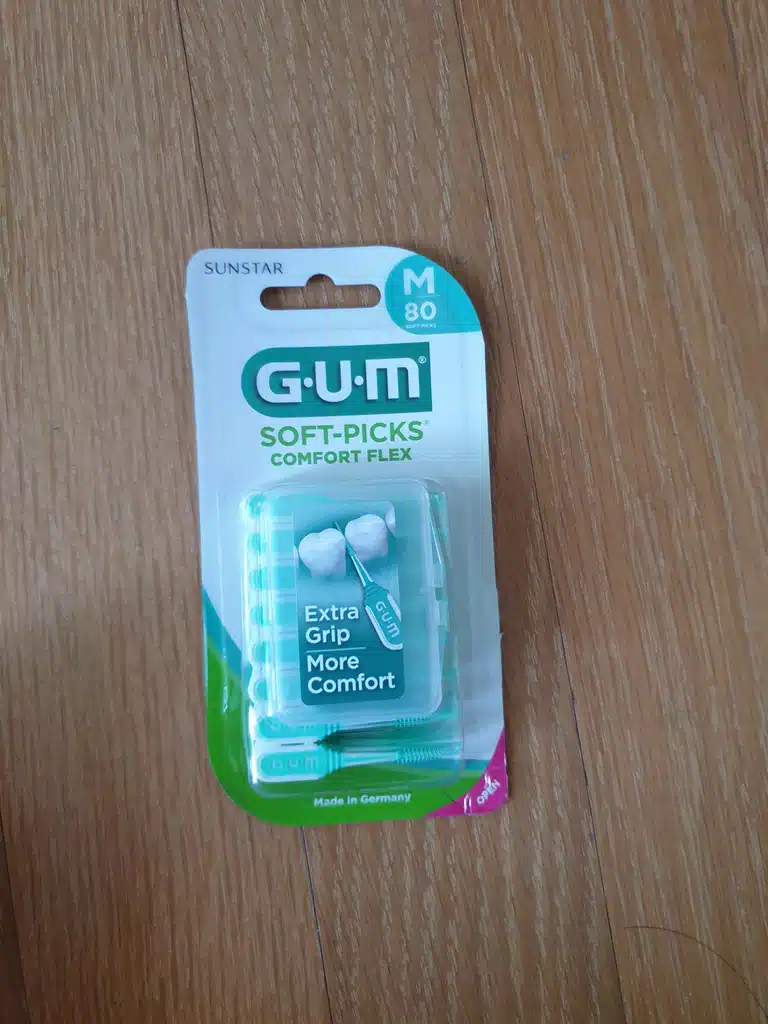 SUNSTAR
M
80
SOFT-PICKS
G·U·M®
SOFT-PICKS®
COMFORT FLEX
G·U·M
Extra
Grip
More
Comfort
G·U·M
G·U·M
Made in Germany
OPEN